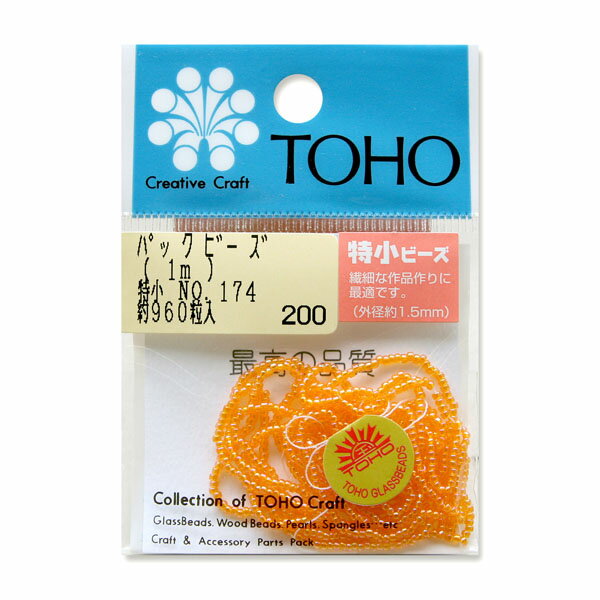 TOHO
Creative Craft
パックビーズ
(1m)
特小 NO.174
約960粒入
200
特小ビーズ
繊細な作品作りに
最適です。
(外径約1.5mm)
最高の品質
TOHO
TOHO GLASSBEADS
Collection of TOHO Craft
GlassBeads. Wood Beads. Pearls. Spangles…etc
Craft & Accessory Parts Pack